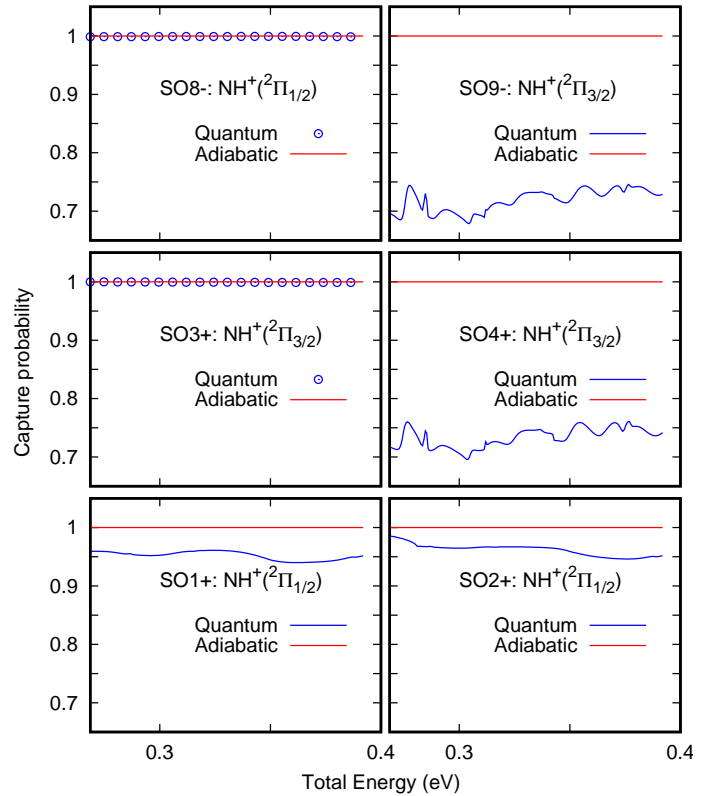 1
0.9
0.8
0.7
SO8-: NH⁺(²Π₁/₂)
Quantum
Adiabatic
SO9-: NH⁺(²Π₃/₂)
Quantum
Adiabatic
Capture probability
1
0.9
0.8
0.7
SO3+: NH⁺(²Π₃/₂)
Quantum
Adiabatic
SO4+: NH⁺(²Π₃/₂)
Quantum
Adiabatic
1
0.9
0.8
0.7
SO1+: NH⁺(²Π₁/₂)
Quantum
Adiabatic
SO2+: NH⁺(²Π₁/₂)
Quantum
Adiabatic
0.3
0.4
0.3
0.4
Total Energy (eV)